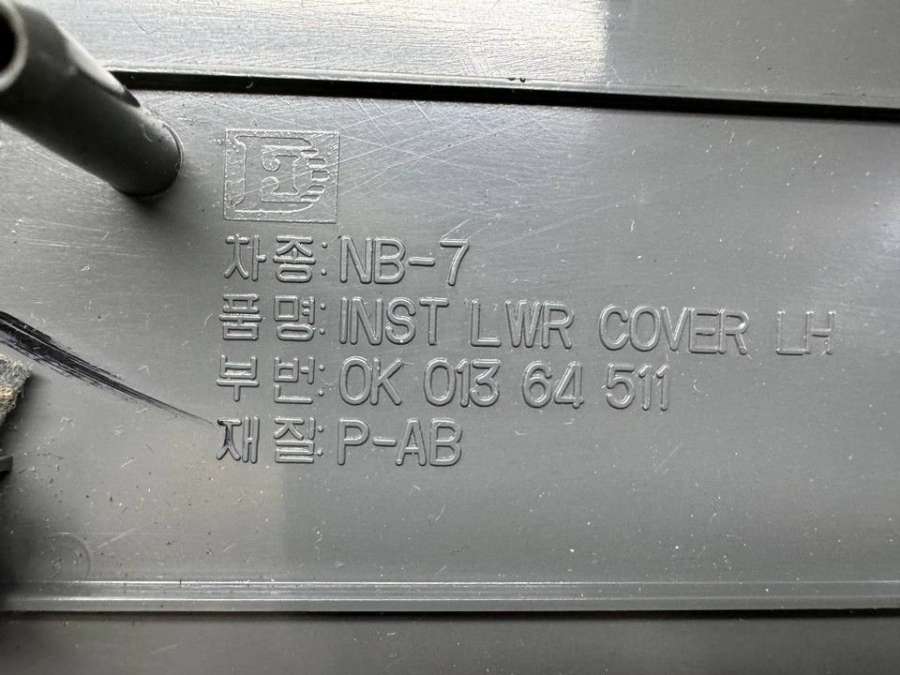 차종: NB-7
품명: INST LWR COVER LH
부번: 0K 013 64 511
재질: P-AB